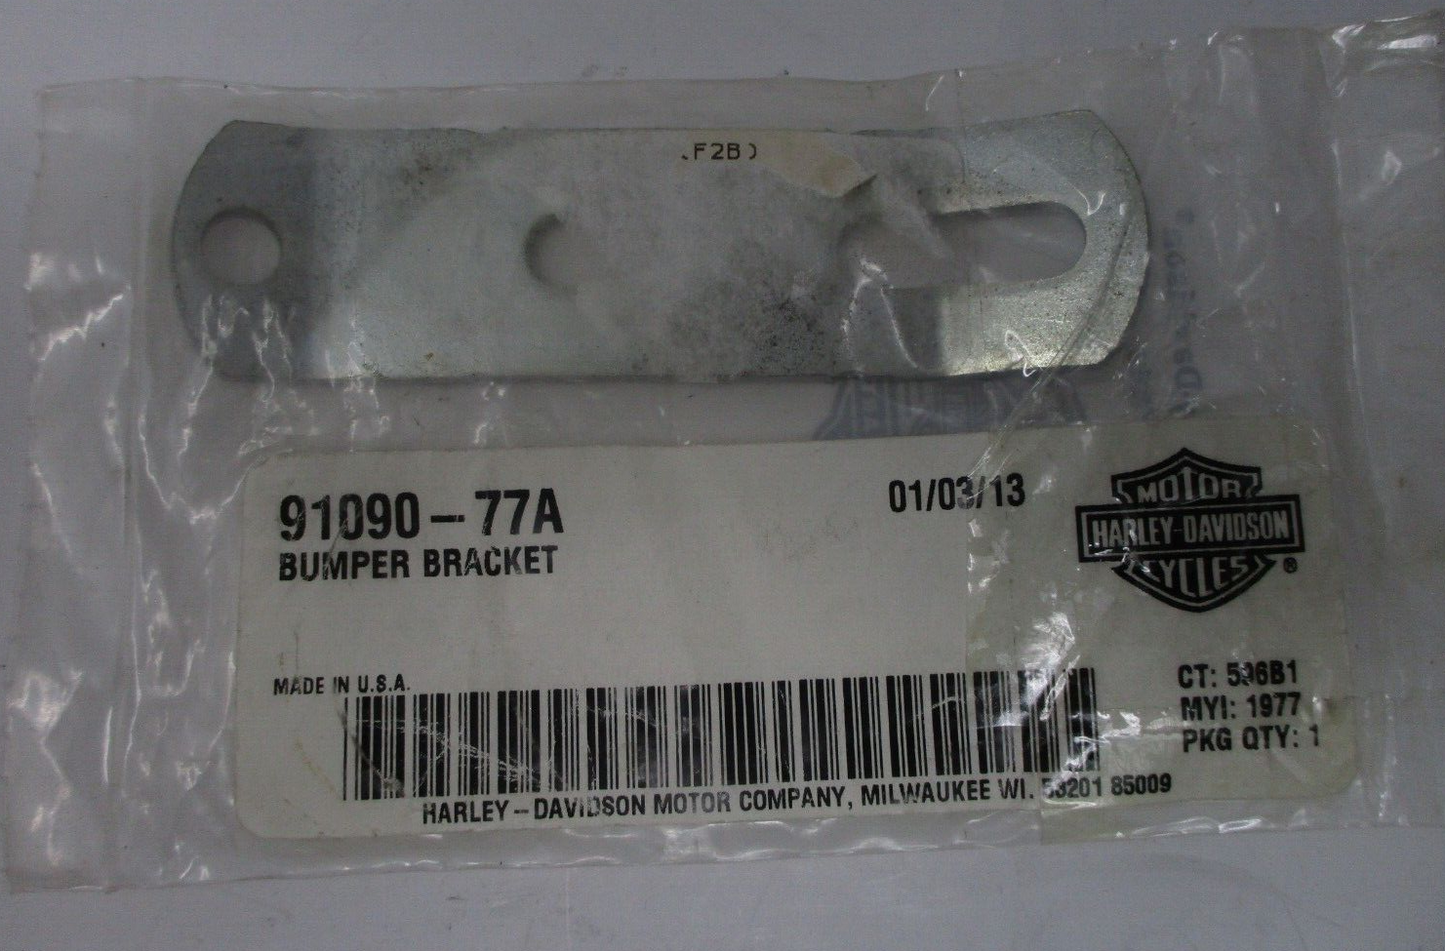 .F2B)
91090-77A
01/03/13
BUMPER BRACKET
MOTOR
HARLEY-DAVIDSON
CYCLES
®
MADE IN U.S.A.
CT: 596B1
MYI: 1977
PKG QTY: 1
HARLEY-DAVIDSON MOTOR COMPANY, MILWAUKEE WI. 53201 85009